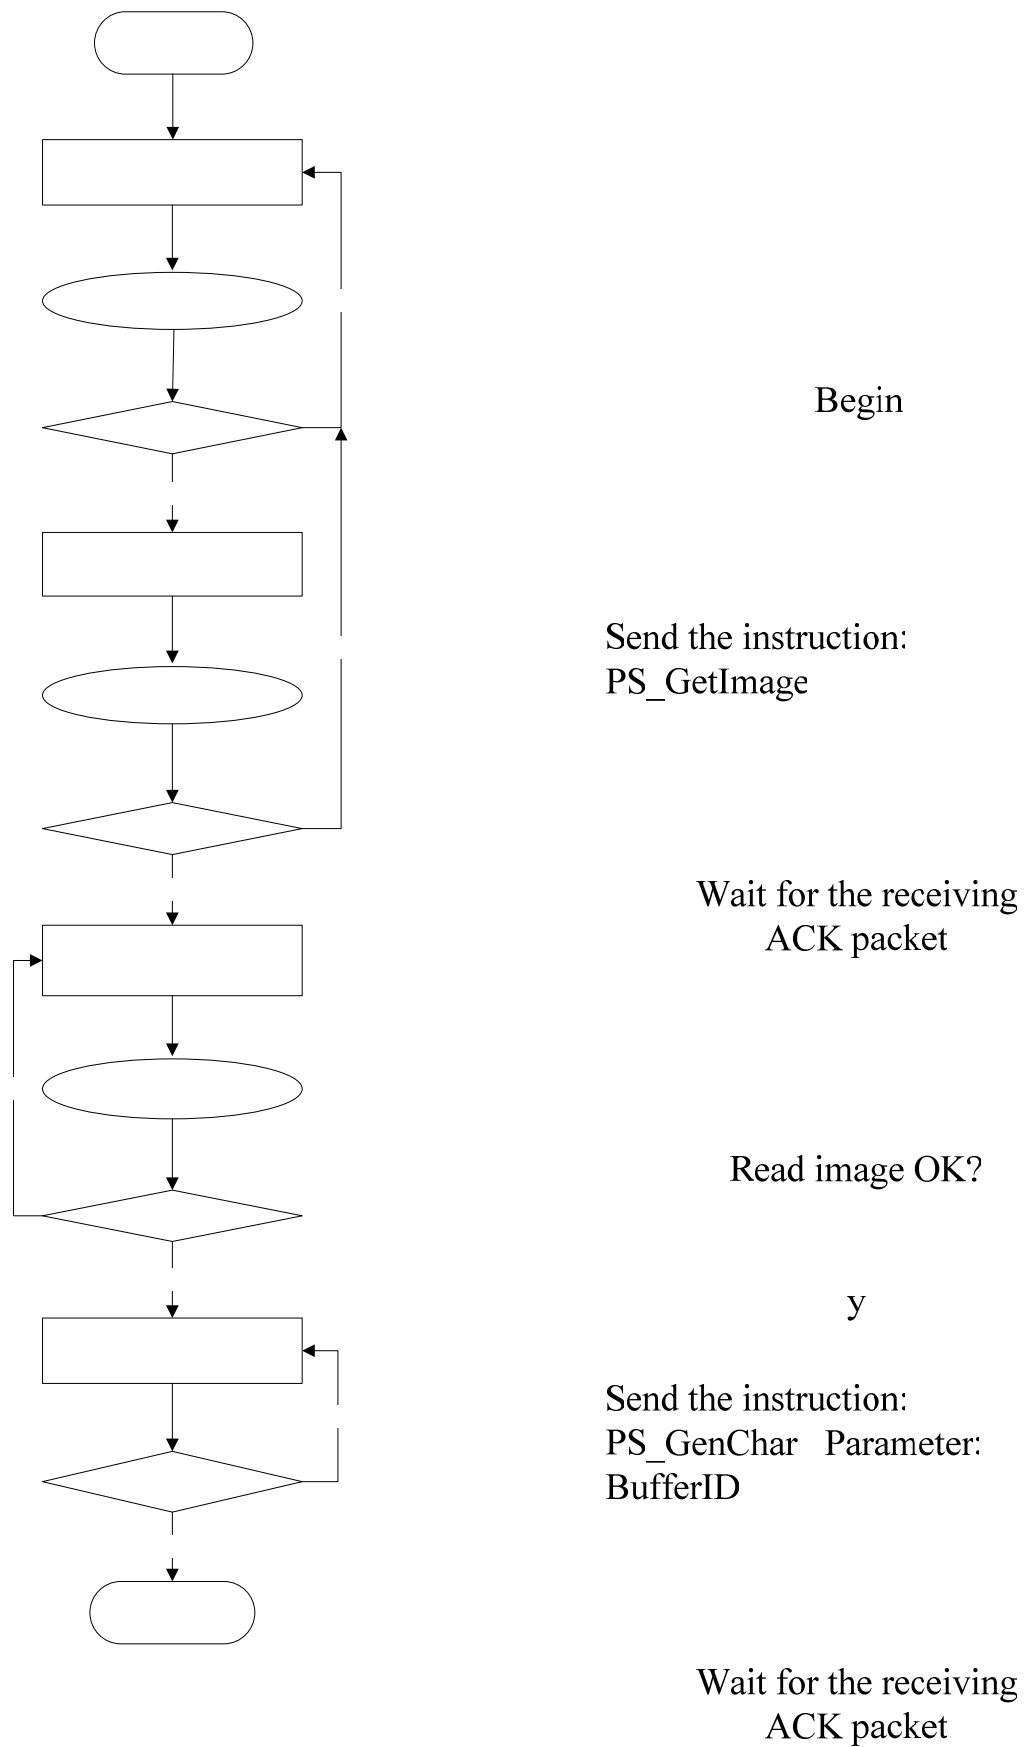 Begin
Send the instruction:
PS_GetImage
Wait for the receiving
ACK packet
Read image OK?
y
Send the instruction:
PS_GenChar Parameter:
BufferID
Wait for the receiving
ACK packet